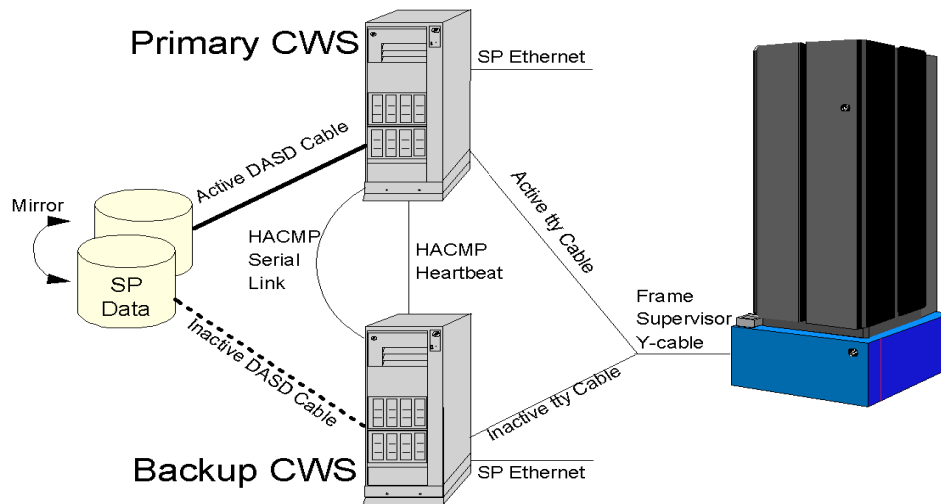 Primary CWS
SP Ethernet
Active DASD Cable
Mirror
HACMP
Serial
Link
HACMP
Heartbeat
Active tty Cable
SP
Data
Frame
Supervisor
Y-cable
Inactive DASD Cable
Inactive tty Cable
Backup CWS
SP Ethernet